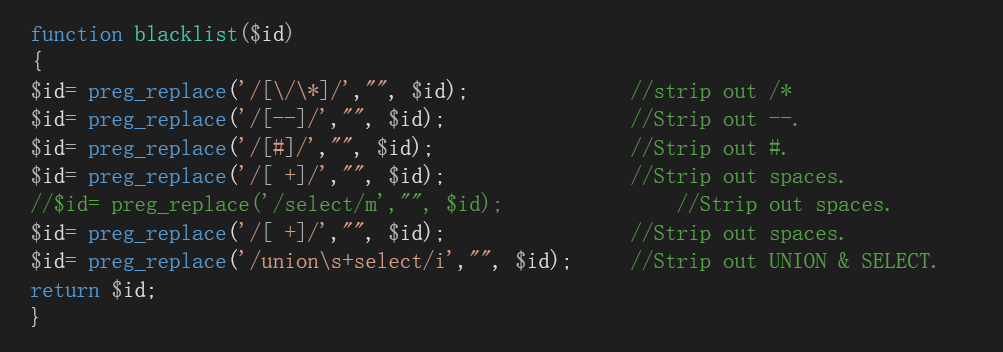 function blacklist($id)
{
$id= preg_replace('/[\/\*]/',"", $id); //strip out /*
$id= preg_replace('/[--]/',"", $id); //Strip out --.
$id= preg_replace('/[#]/',"", $id); //Strip out #.
$id= preg_replace('/[ +]/',"", $id); //Strip out spaces.
//$id= preg_replace('/select/m',"", $id); //Strip out spaces.
$id= preg_replace('/[ +]/',"", $id); //Strip out spaces.
$id= preg_replace('/union\s+select/i',"", $id); //Strip out UNION & SELECT.
return $id;
}